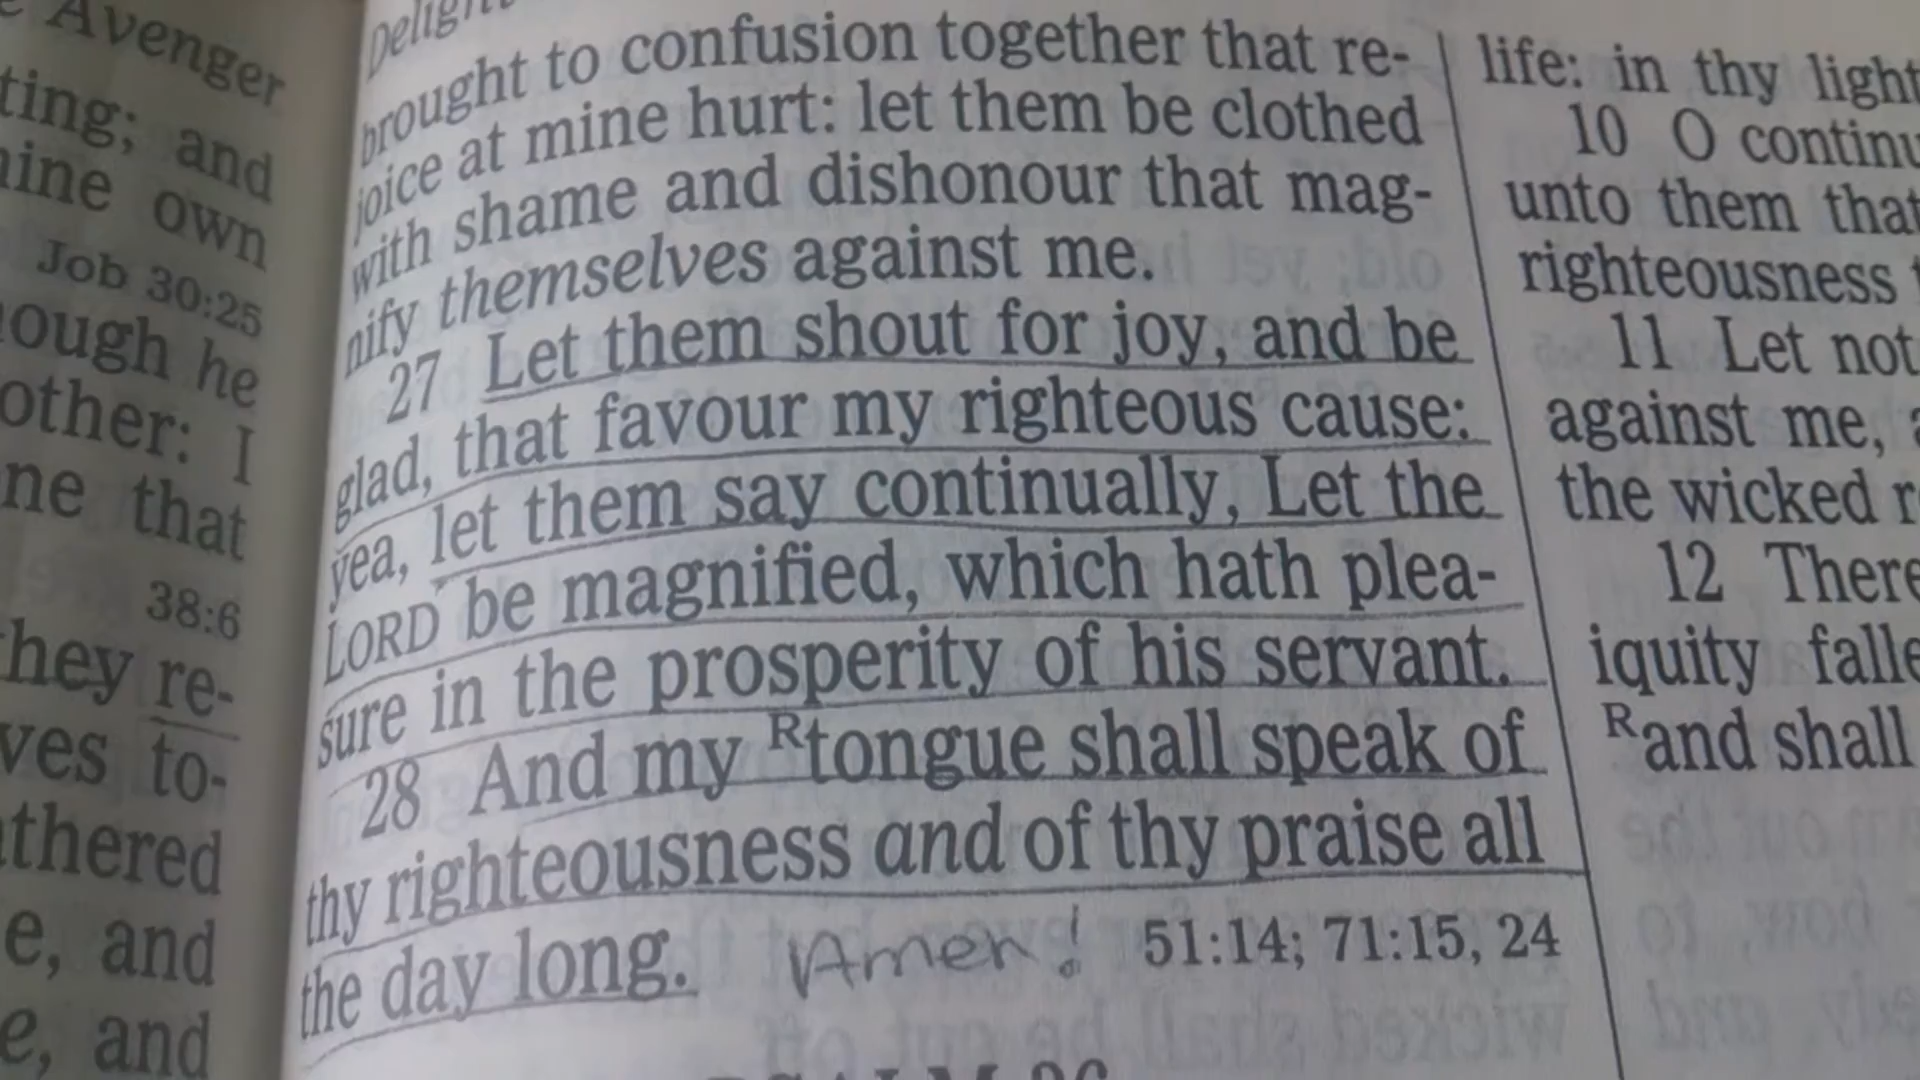 Avenger
ting; and
mine own
Job 30:25
ough he
other: I
ne that
38:6
they re-
ves to-
thered
e, and
e, and
Delight
brought to confusion together that re-
joice at mine hurt: let them be clothed
with shame and dishonour that mag-
nify themselves against me.
27 Let them shout for joy, and be
glad, that favour my righteous cause:
yea, let them say continually, Let the
LORD be magnified, which hath plea-
sure in the prosperity of his servant.
28 And my Rtongue shall speak of
thy righteousness and of thy praise all
the day long. Amen! 51:14; 71:15, 24
PSALM 36
life: in thy light
10 O continu
unto them that
righteousness
11 Let not
against me,
the wicked r
12 There
iquity falle
Rand shall